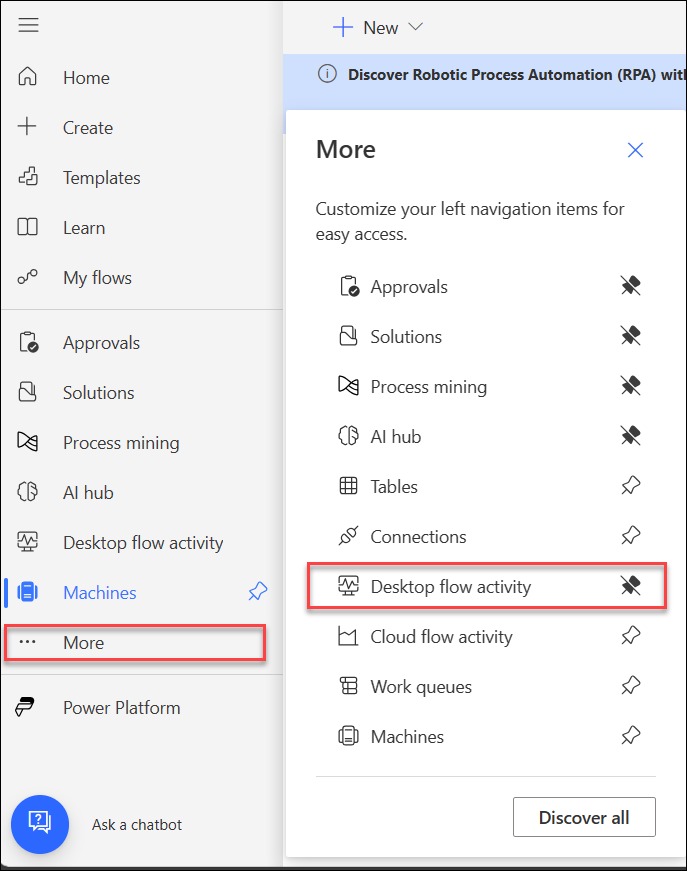 Home
Create
Templates
Learn
My flows
Approvals
Solutions
Process mining
AI hub
Desktop flow activity
Machines
More
Power Platform
Ask a chatbot
New
Discover Robotic Process Automation (RPA) with
More
Customize your left navigation items for
easy access.
Approvals
Solutions
Process mining
AI hub
Tables
Connections
Desktop flow activity
Cloud flow activity
Work queues
Machines
Discover all